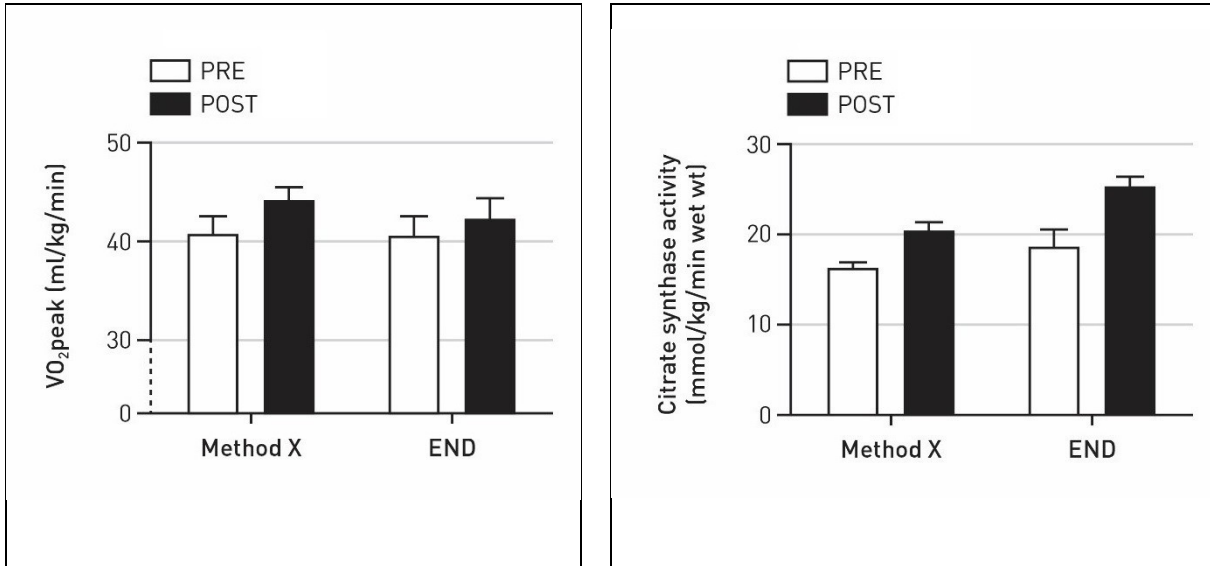 PRE
POST
VO₂peak (ml/kg/min)
50
40
30
0
Method X END
PRE
POST
Citrate synthase activity
(mmol/kg/min wet wt)
30
20
10
0
Method X END